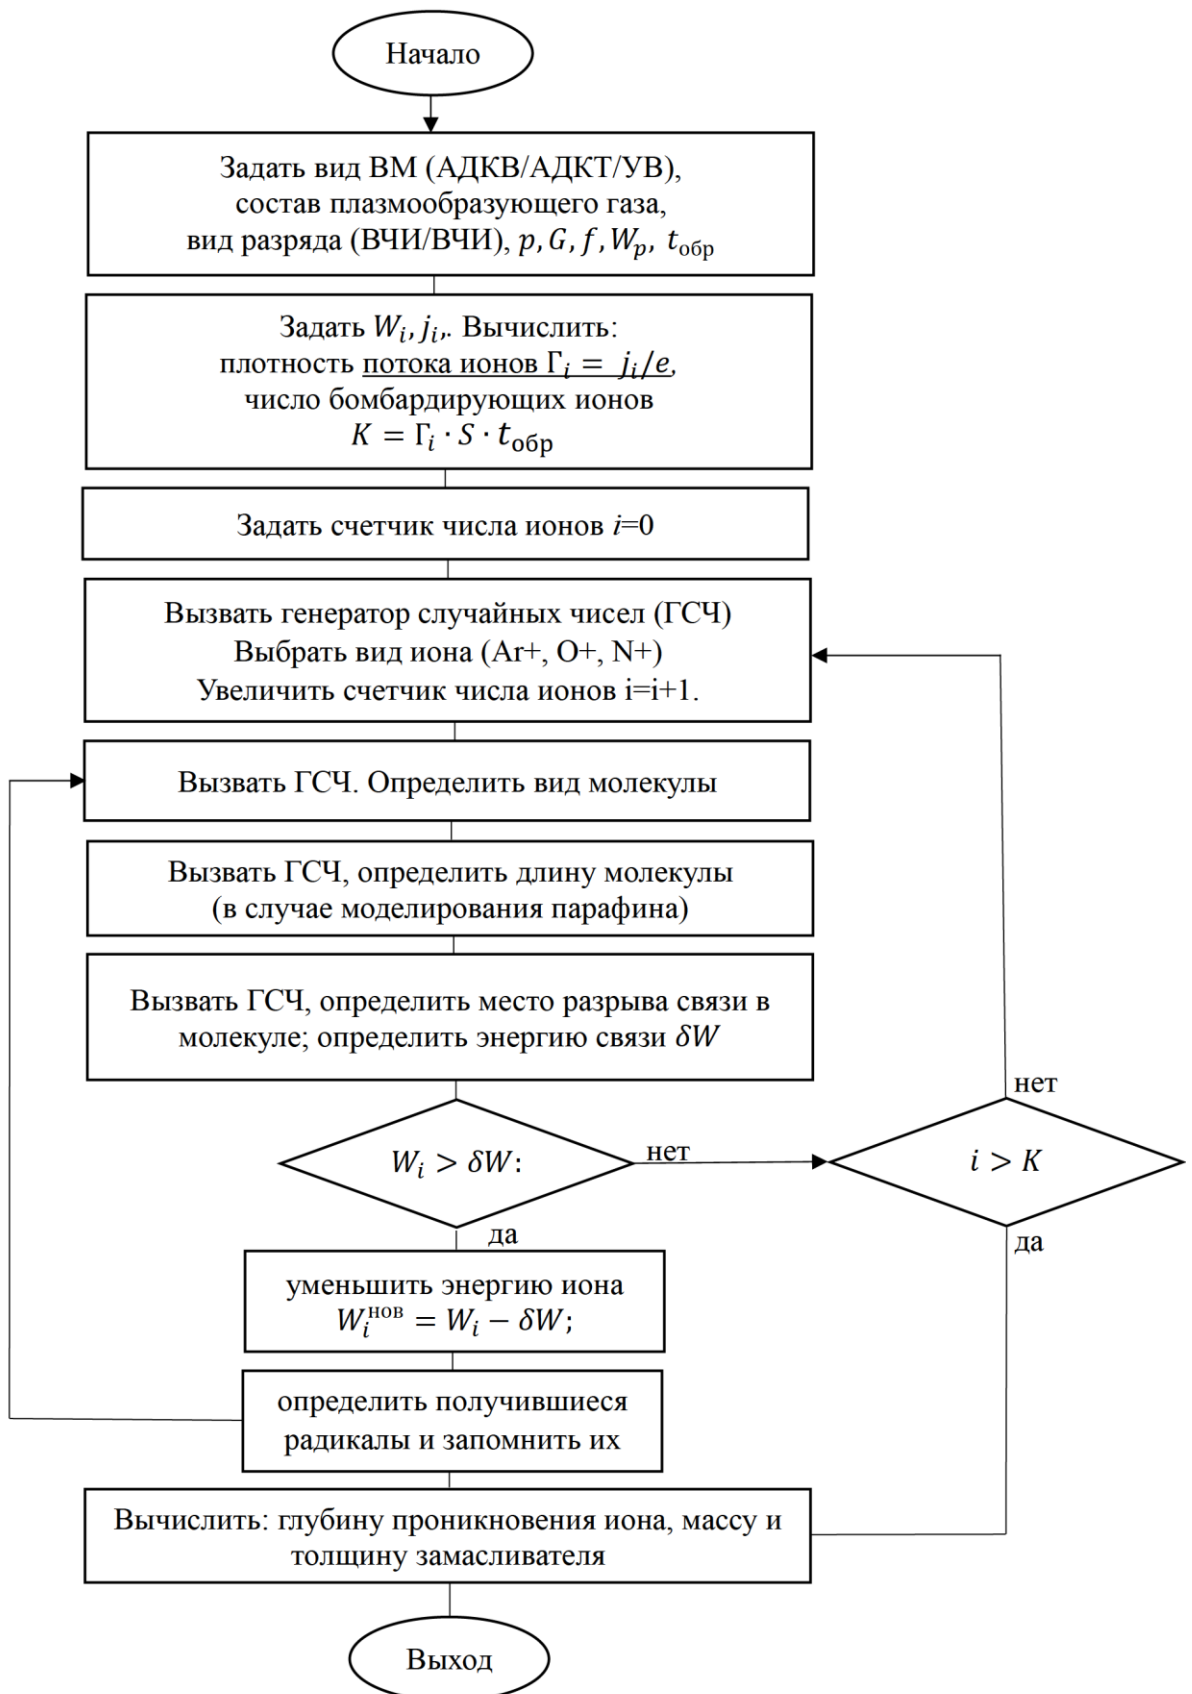 Начало
Задать вид ВМ (АДКВ/АДКТ/УВ),
состав плазмообразующего газа,
вид разряда (ВЧИ/ВЧИ), p, G, f, W_p, t_обр
Задать W_i, j_i,. Вычислить:
плотность потока ионов Γ_i = j_i/e,
число бомбардирующих ионов
K = Γ_i · S · t_обр
Задать счетчик числа ионов i=0
Вызвать генератор случайных чисел (ГСЧ)
Выбрать вид иона (Ar+, O+, N+)
Увеличить счетчик числа ионов i=i+1.
Вызвать ГСЧ. Определить вид молекулы
Вызвать ГСЧ, определить длину молекулы
(в случае моделирования парафина)
Вызвать ГСЧ, определить место разрыва связи в
молекуле; определить энергию связи δW
W_i > δW:
нет
да
i > K
нет
да
уменьшить энергию иона
W_i^нов = W_i − δW;
определить получившиеся
радикалы и запомнить их
Вычислить: глубину проникновения иона, массу и
толщину замасливателя
Выход